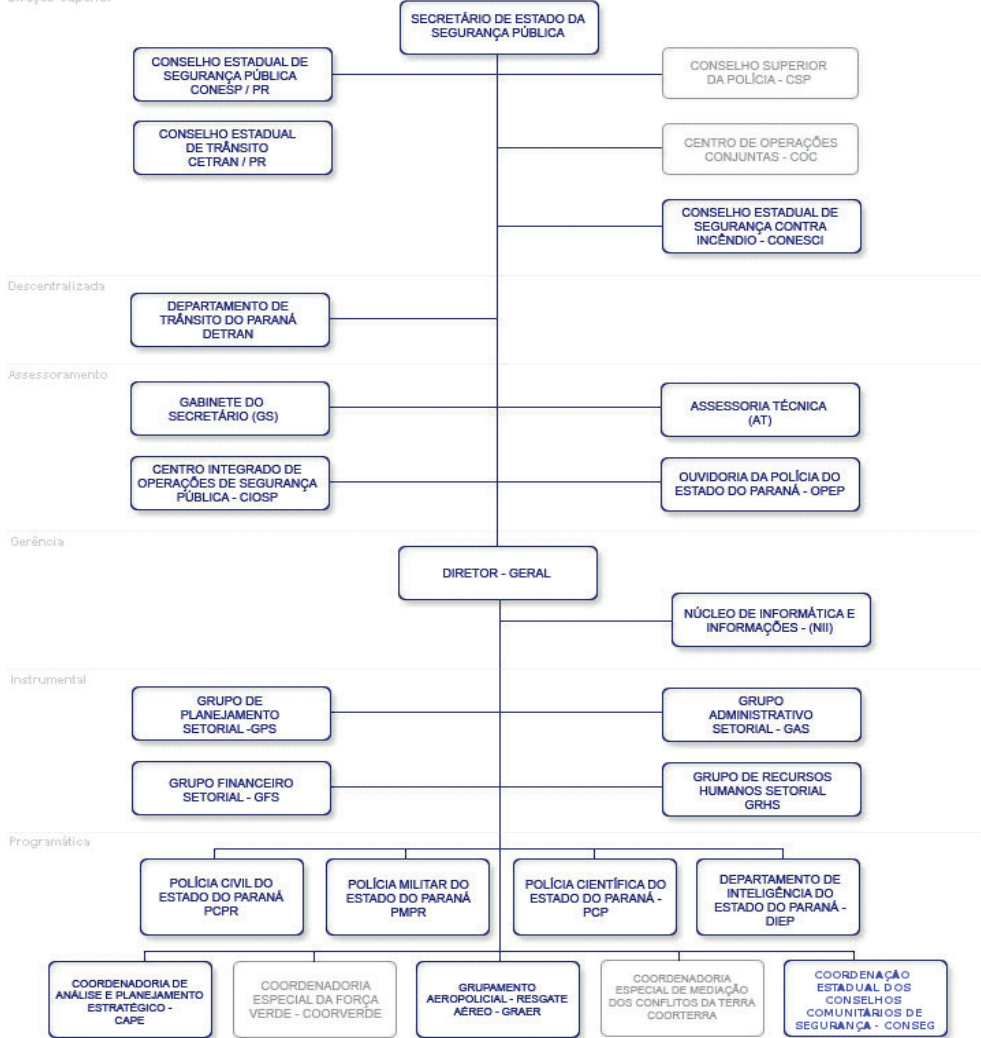 SECRETÁRIO DE ESTADO DA
SEGURANÇA PÚBLICA
CONSELHO ESTADUAL DE
SEGURANÇA PÚBLICA
CONESP / PR
CONSELHO SUPERIOR
DA POLÍCIA - CSP
CONSELHO ESTADUAL
DE TRÂNSITO
CETRAN / PR
CENTRO DE OPERAÇÕES
CONJUNTAS - COC
CONSELHO ESTADUAL DE
SEGURANÇA CONTRA
INCÊNDIO - CONESCI
Descentralizada
DEPARTAMENTO DE
TRÂNSITO DO PARANÁ
DETRAN
Assessoramento
GABINETE DO
SECRETÁRIO (GS)
ASSESSORIA TÉCNICA
(AT)
CENTRO INTEGRADO DE
OPERAÇÕES DE SEGURANÇA
PÚBLICA - CIOSP
OUVIDORIA DA POLÍCIA DO
ESTADO DO PARANÁ - OPEP
Gerência
DIRETOR - GERAL
NÚCLEO DE INFORMÁTICA E
INFORMAÇÕES - (NII)
Instrumental
GRUPO DE
PLANEJAMENTO
SETORIAL -GPS
GRUPO
ADMINISTRATIVO
SETORIAL - GAS
GRUPO FINANCEIRO
SETORIAL - GFS
GRUPO DE RECURSOS
HUMANOS SETORIAL
GRHS
Programática
POLÍCIA CIVIL DO
ESTADO DO PARANÁ
PCPR
POLÍCIA MILITAR DO
ESTADO DO PARANÁ
PMPR
POLÍCIA CIENTÍFICA DO
ESTADO DO PARANÁ -
PCP
DEPARTAMENTO DE
INTELIGÊNCIA DO
ESTADO DO PARANÁ -
DIEP
COORDENADORIA DE
ANÁLISE E PLANEJAMENTO
ESTRATÉGICO -
CAPE
COORDENADORIA
ESPECIAL DA FORÇA
VERDE - COORVERDE
GRUPAMENTO
AEROPOLICIAL - RESGATE
AÉREO - GRAER
COORDENADORIA
ESPECIAL DE MEDIAÇÃO
DOS CONFLITOS DA TERRA
COORTERRA
COORDENAÇÃO
ESTADUAL DOS
CONSELHOS
COMUNITÁRIOS DE
SEGURANÇA - CONSEG